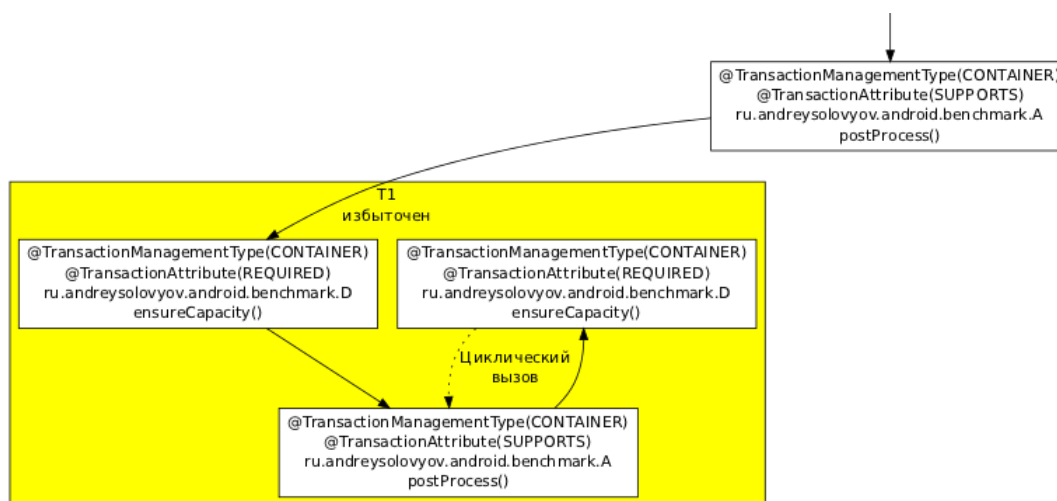 @TransactionManagementType(CONTAINER)
@TransactionAttribute(SUPPORTS)
ru.andreysolovyov.android.benchmark.A
postProcess()
T1
избыточен
@TransactionManagementType(CONTAINER)
@TransactionAttribute(REQUIRED)
ru.andreysolovyov.android.benchmark.D
ensureCapacity()
@TransactionManagementType(CONTAINER)
@TransactionAttribute(REQUIRED)
ru.andreysolovyov.android.benchmark.D
ensureCapacity()
Циклический
вызов
@TransactionManagementType(CONTAINER)
@TransactionAttribute(SUPPORTS)
ru.andreysolovyov.android.benchmark.A
postProcess()